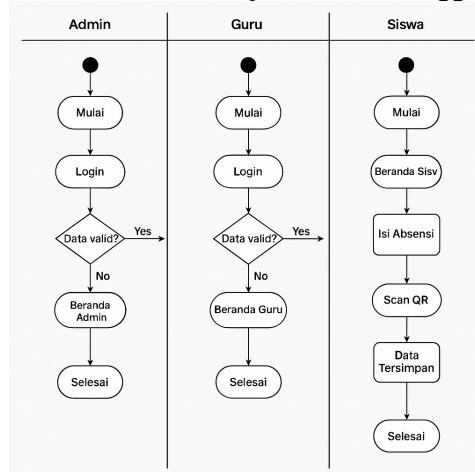 Admin
Mulai
Login
Data valid?
Yes
No
Beranda
Admin
Selesai
Guru
Mulai
Login
Data valid?
Yes
No
Beranda Guru
Selesai
Siswa
Mulai
Beranda Sisv
Isi Absensi
Scan QR
Data
Tersimpan
Selesai